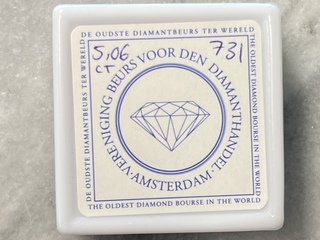 DE OUDSTE DIAMANTBEURS TER WERELD
5,06 CT
731
VERENIGING BEURS VOOR DEN DIAMANTHANDEL
·AMSTERDAM·
DE OUDSTE DIAMANTBEURS TER WERELD
THE OLDEST DIAMOND BOURSE IN THE WORLD
THE OLDEST DIAMOND BOURSE IN THE WORLD